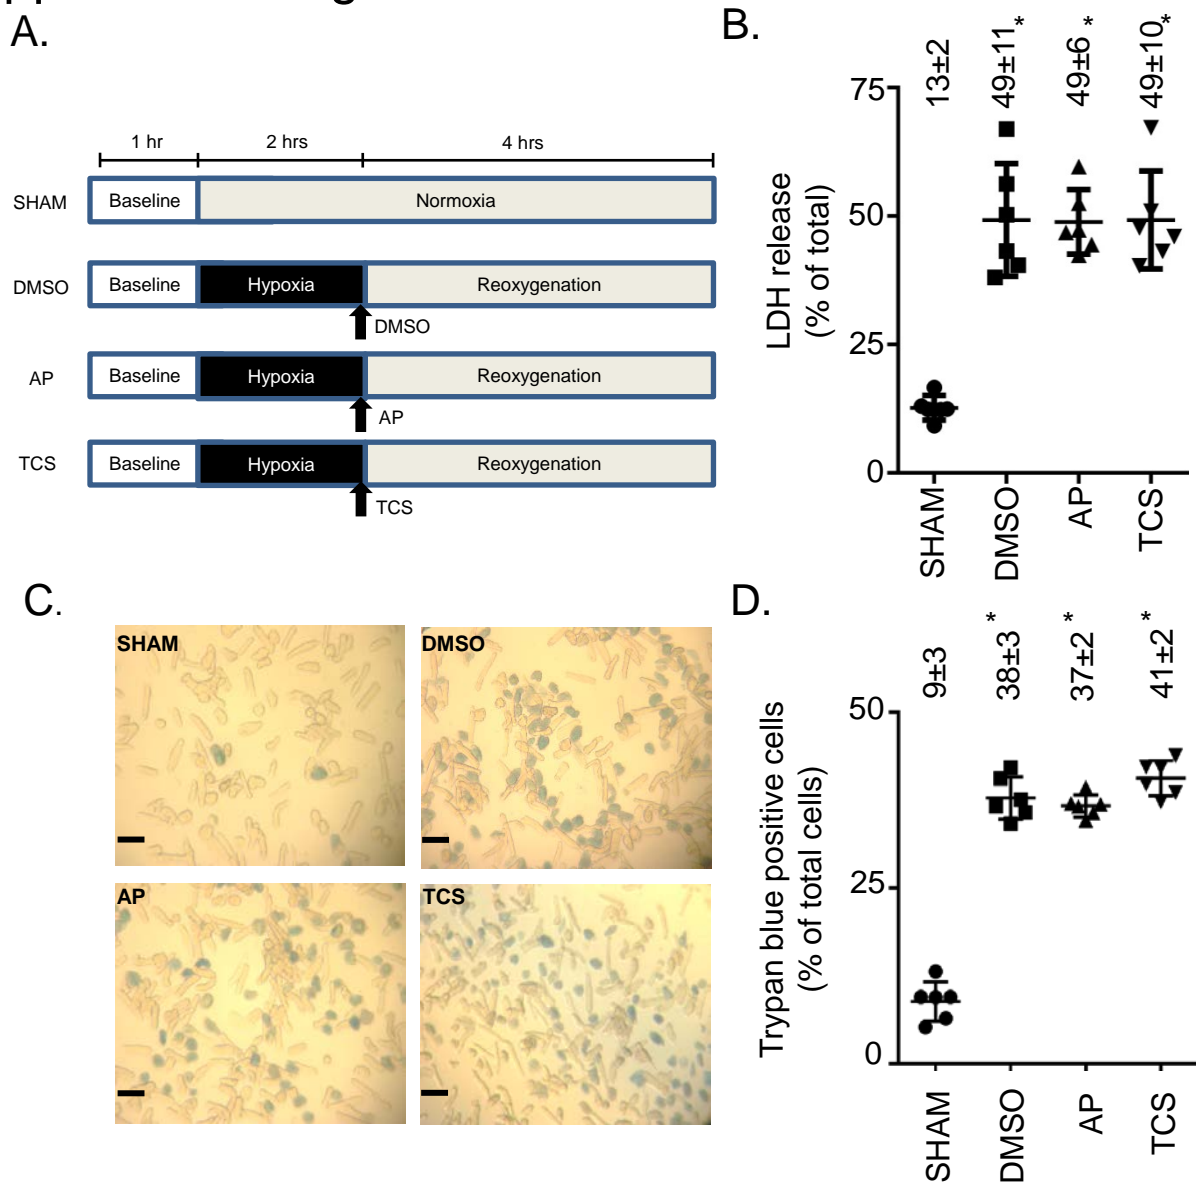 A.
1 hr 2 hrs 4 hrs
SHAM Baseline Normoxia
DMSO Baseline Hypoxia Reoxygenation
DMSO
AP Baseline Hypoxia Reoxygenation
AP
TCS Baseline Hypoxia Reoxygenation
TCS
B.
13±2 49±11* 49±6* 49±10*
LDH release
(% of total)
75
50
25
0
SHAM DMSO AP TCS
C.
SHAM DMSO
AP TCS
D.
* * *
9±3 38±3 37±2 41±2
Trypan blue positive cells
(% of total cells)
50
25
0
SHAM DMSO AP TCS